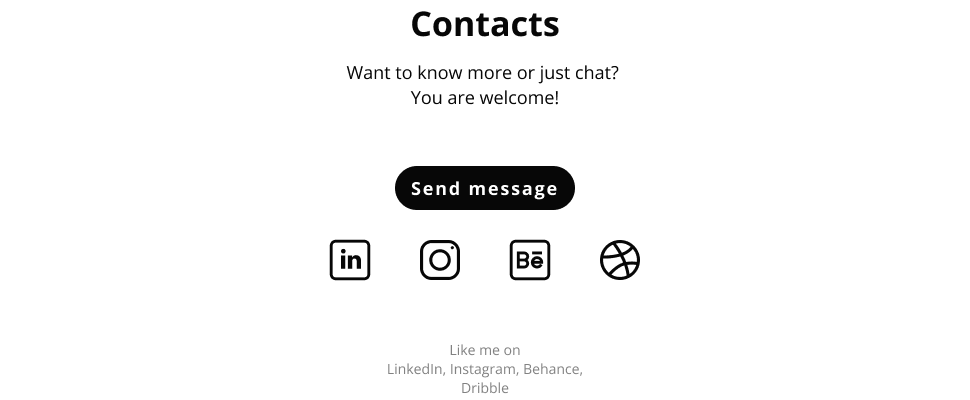 Contacts
Want to know more or just chat?
You are welcome!
Send message
in Bē
Like me on
LinkedIn, Instagram, Behance,
Dribble